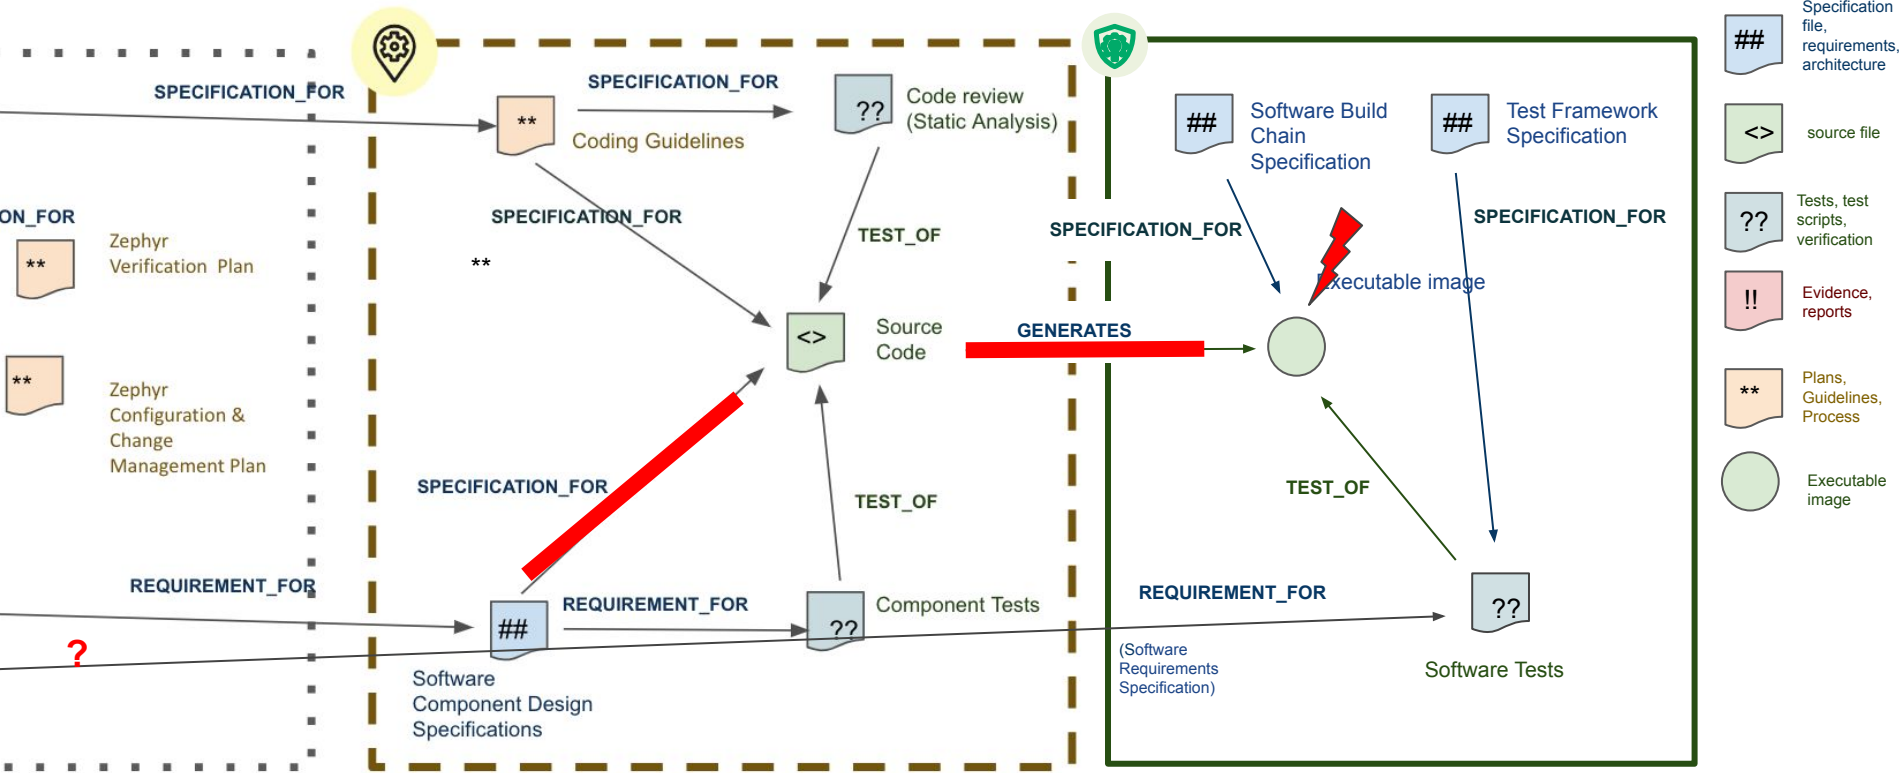 SPECIFICATION_FOR
ON_FOR
**
Zephyr
Verification Plan
**
Zephyr
Configuration &
Change
Management Plan
REQUIREMENT_FOR
?
**
SPECIFICATION_FOR
Coding Guidelines
??
Code review
(Static Analysis)
SPECIFICATION_FOR
TEST_OF
**
<>
Source
Code
GENERATES
SPECIFICATION_FOR
TEST_OF
##
REQUIREMENT_FOR
??
Component Tests
Software
Component Design
Specifications
##
Software Build
Chain
Specification
##
Test Framework
Specification
SPECIFICATION_FOR
SPECIFICATION_FOR
Executable image
TEST_OF
REQUIREMENT_FOR
(Software
Requirements
Specification)
??
Software Tests
##
Specification
file,
requirements,
architecture
<>
source file
??
Tests, test
scripts,
verification
!!
Evidence,
reports
**
Plans,
Guidelines,
Process
Executable
image